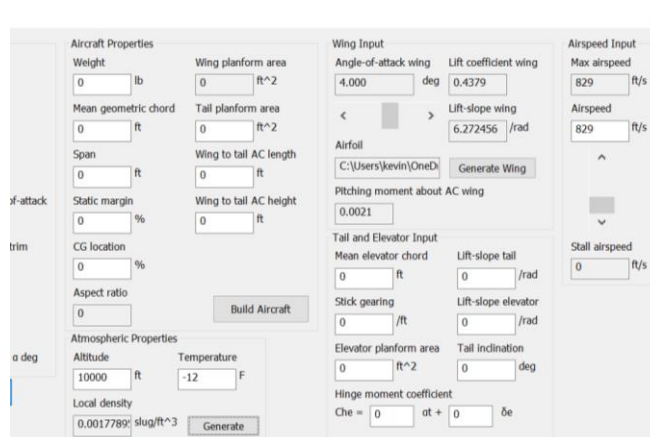 of-attack
trim
α deg
Aircraft Properties
Weight
Wing planform area
0 lb
0 ft^2
Mean geometric chord
Tail planform area
0 ft
0 ft^2
Span
Wing to tail AC length
0 ft
0 ft
Static margin
Wing to tail AC height
0 %
0 ft
CG location
0 %
Aspect ratio
0
Build Aircraft
Atmospheric Properties
Altitude
Temperature
10000 ft
-12 F
Local density
0.0017789 slug/ft^3
Generate
Wing Input
Angle-of-attack wing
Lift coefficient wing
4.000 deg
0.4379
Lift-slope wing
6.272456 /rad
Airfoil
C:\Users\kevin\OneD
Generate Wing
Pitching moment about AC wing
0.0021
Tail and Elevator Input
Mean elevator chord
Lift-slope tail
0 ft
0 /rad
Stick gearing
Lift-slope elevator
0 /ft
0 /rad
Elevator planform area
Tail inclination
0 ft^2
0 deg
Hinge moment coefficient
Che = 0 αt + 0 δe
Airspeed Input
Max airspeed
829 ft/s
Airspeed
829 ft/s
Stall airspeed
0 ft/s